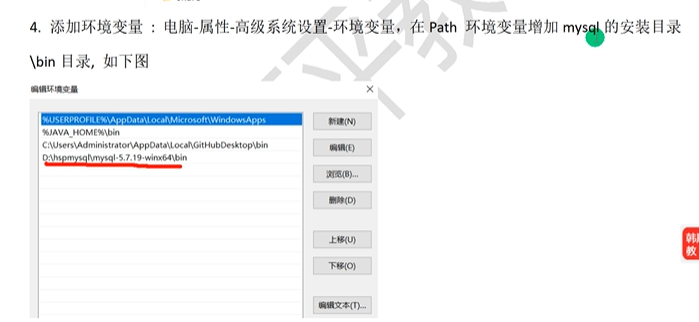 4. 添加环境变量 : 电脑-属性-高级系统设置-环境变量，在 Path 环境变量增加 mysql 的安装目录
\bin 目录, 如下图
编辑环境变量
%USERPROFILE%\AppData\Local\Microsoft\WindowsApps
新建(N)
%JAVA_HOME%\bin
C:\Users\Administrator\AppData\Local\GitHubDesktop\bin
编辑(E)
D:\hspmysql\mysql-5.7.19-winx64\bin
浏览(B)...
删除(D)
上移(U)
下移(O)
编辑文本(T)...
韩
教